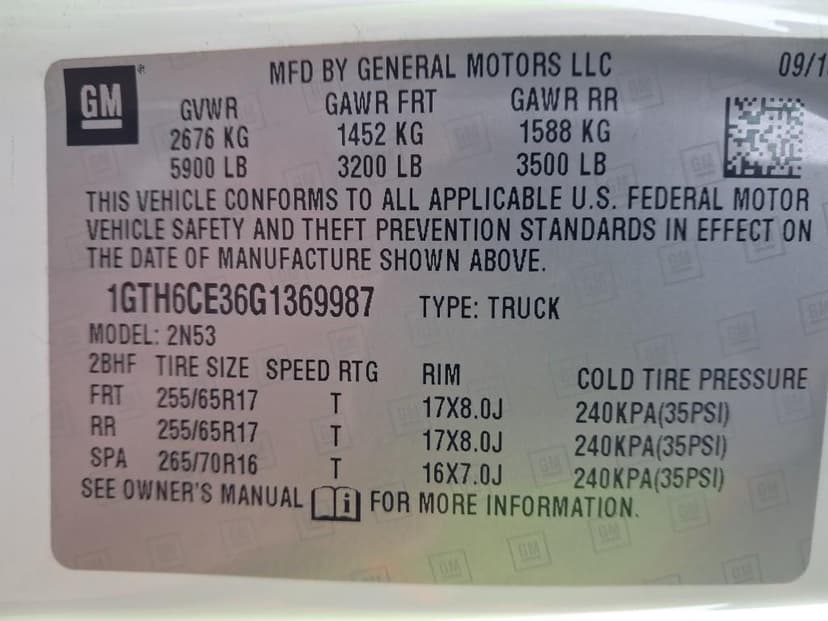 GM MFD BY GENERAL MOTORS LLC
GVWR GAWR FRT GAWR RR
2676 KG 1452 KG 1588 KG
5900 LB 3200 LB 3500 LB
THIS VEHICLE CONFORMS TO ALL APPLICABLE U.S. FEDERAL MOTOR
VEHICLE SAFETY AND THEFT PREVENTION STANDARDS IN EFFECT ON
THE DATE OF MANUFACTURE SHOWN ABOVE.
1GTH6CE36G1369987 TYPE: TRUCK
MODEL: 2N53
2BHF TIRE SIZE SPEED RTG RIM COLD TIRE PRESSURE
FRT 255/65R17 T 17X8.0J 240KPA(35PSI)
RR 255/65R17 T 17X8.0J 240KPA(35PSI)
SPA 265/70R16 T 16X7.0J 240KPA(35PSI)
SEE OWNER'S MANUAL FOR MORE INFORMATION.